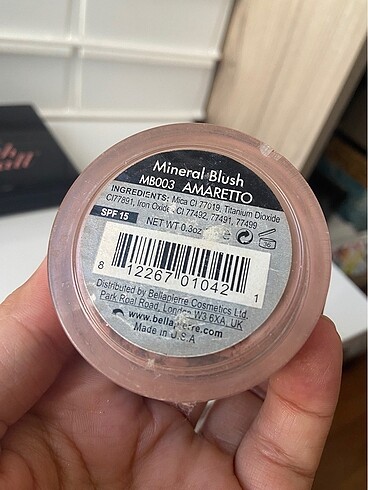 Mineral Blush
MB003 AMARETTO
INGREDIENTS: Mica CI 77019, Titanium Dioxide
CI77891, Iron Oxide, CI 77492, 77491, 77499
SPF 15
NET WT 0.3oz
36
8 12267 01042 1
Distributed by Bellapierre Cosmetics Ltd.
Park Roal Road, London W3 6XA, UK
www.bellapierre.com
Made in U.S.A